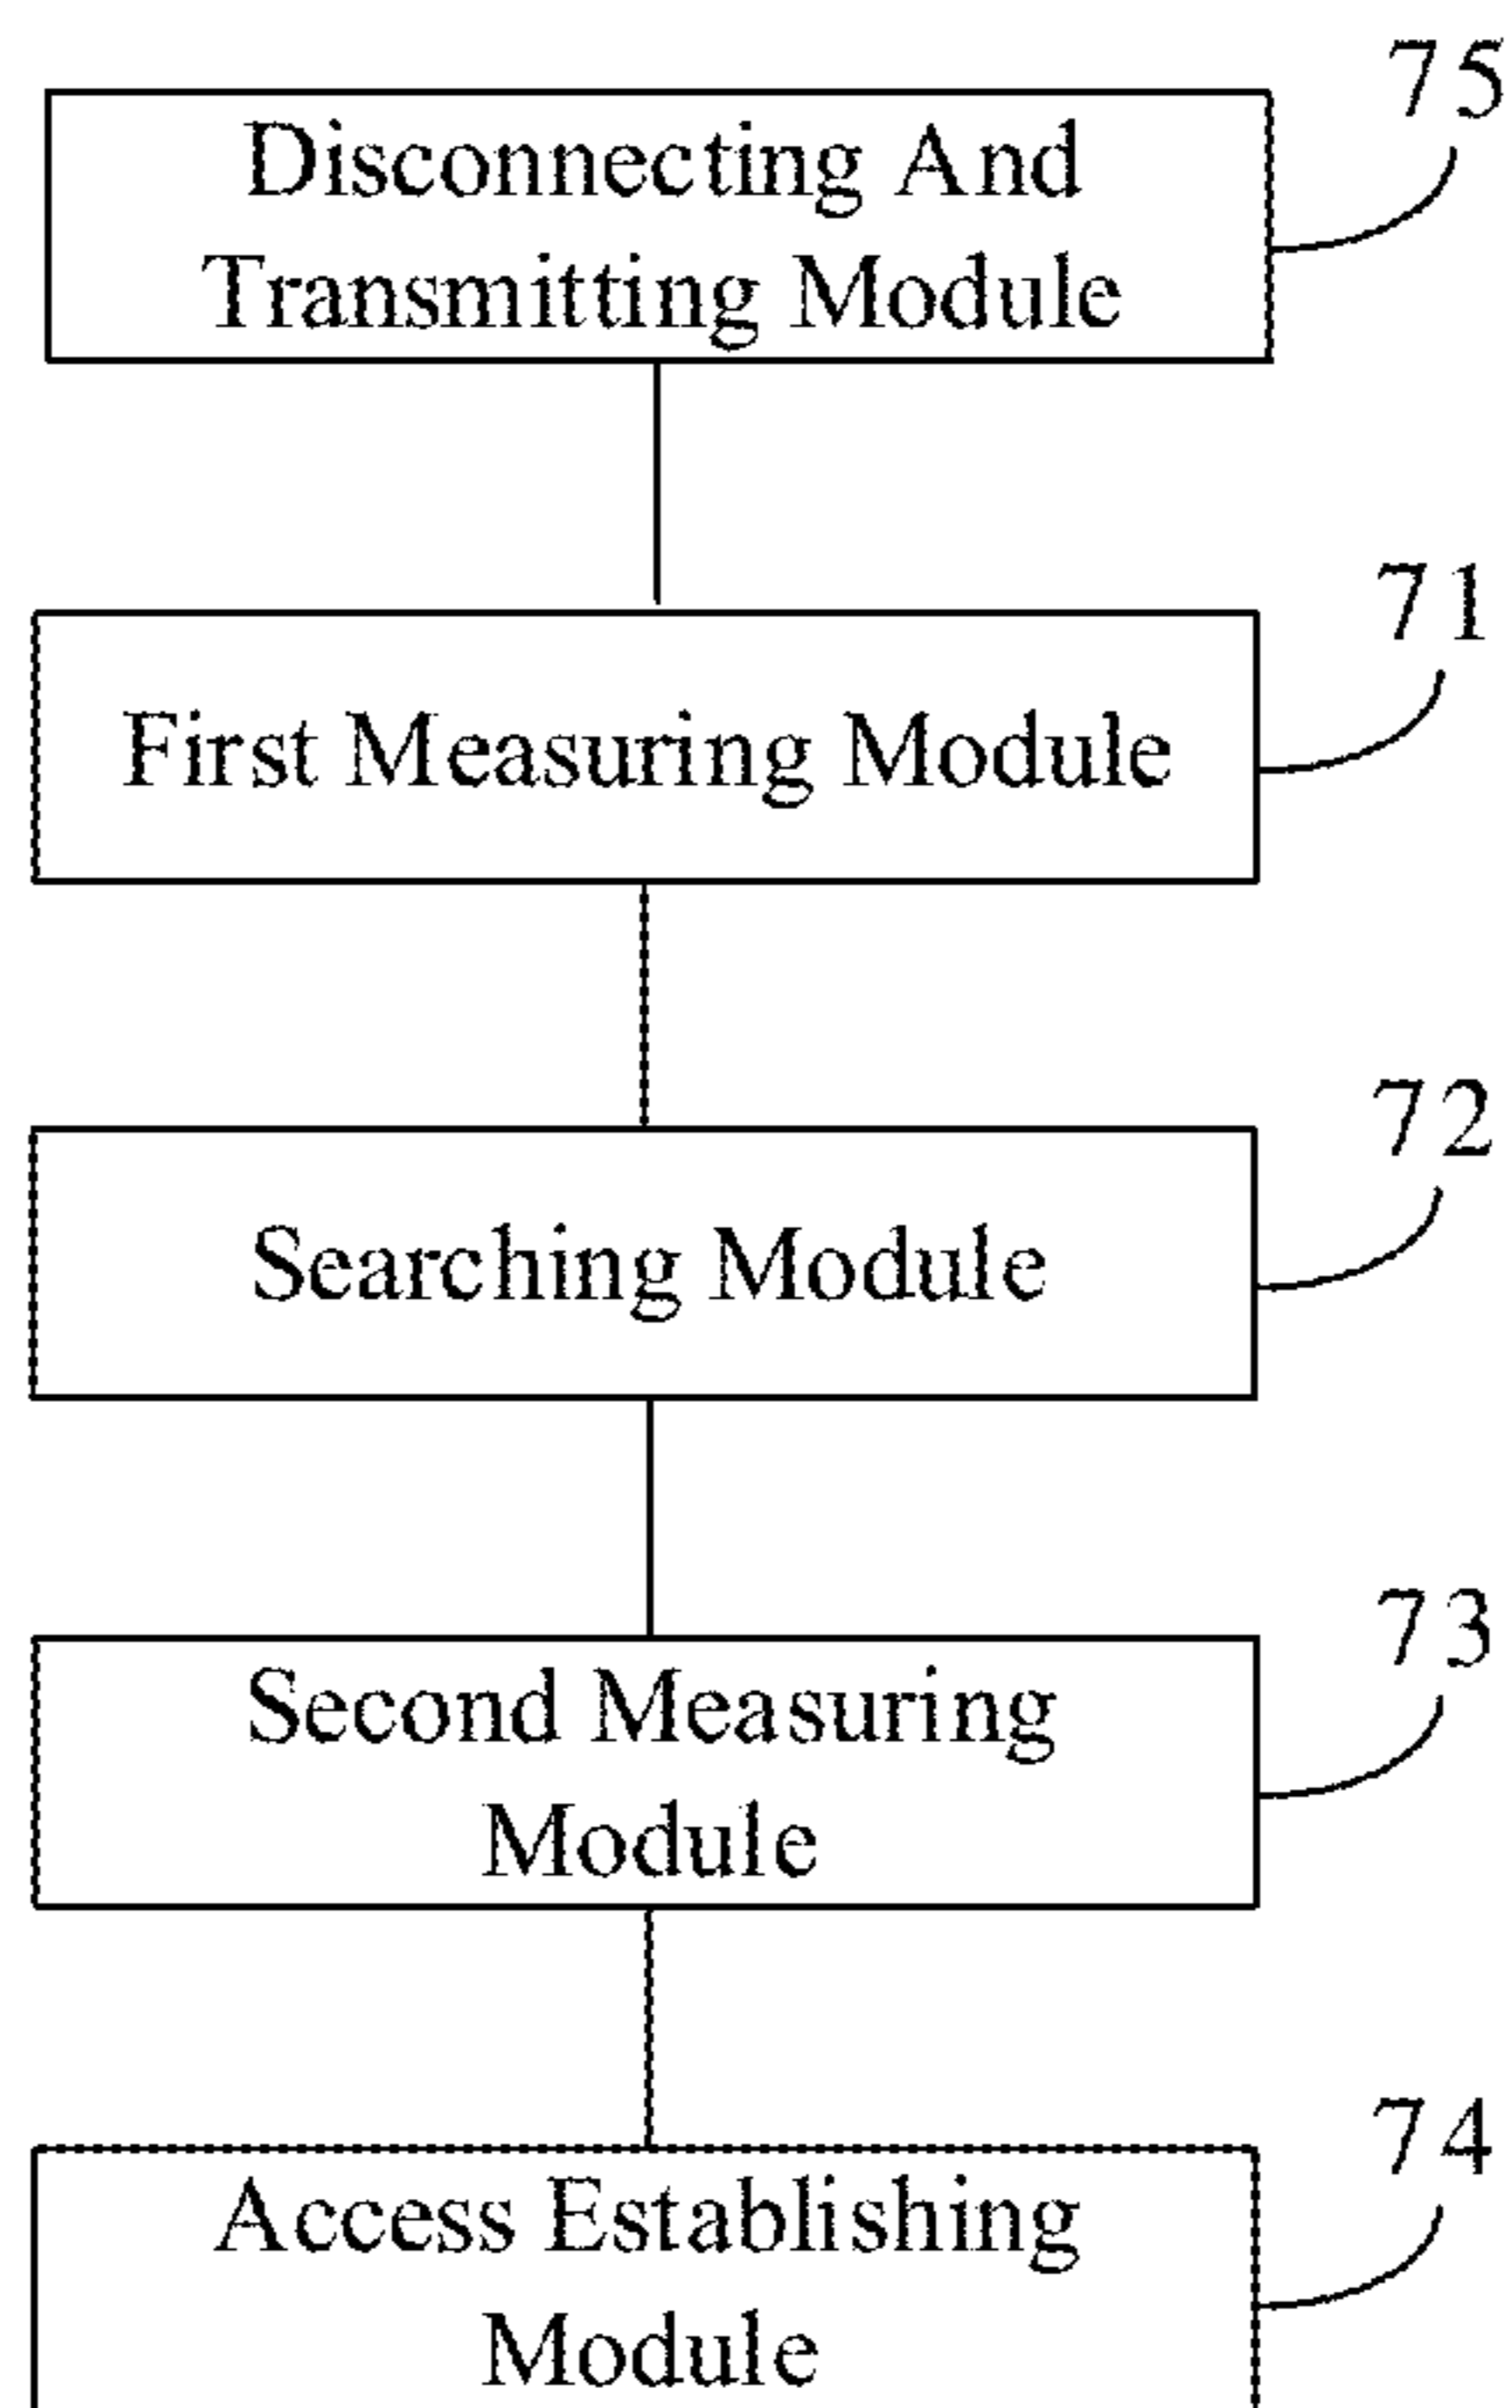 75
Disconnecting And
Transmitting Module
71
First Measuring Module
72
Searching Module
73
Second Measuring
Module
74
Access Establishing
Module